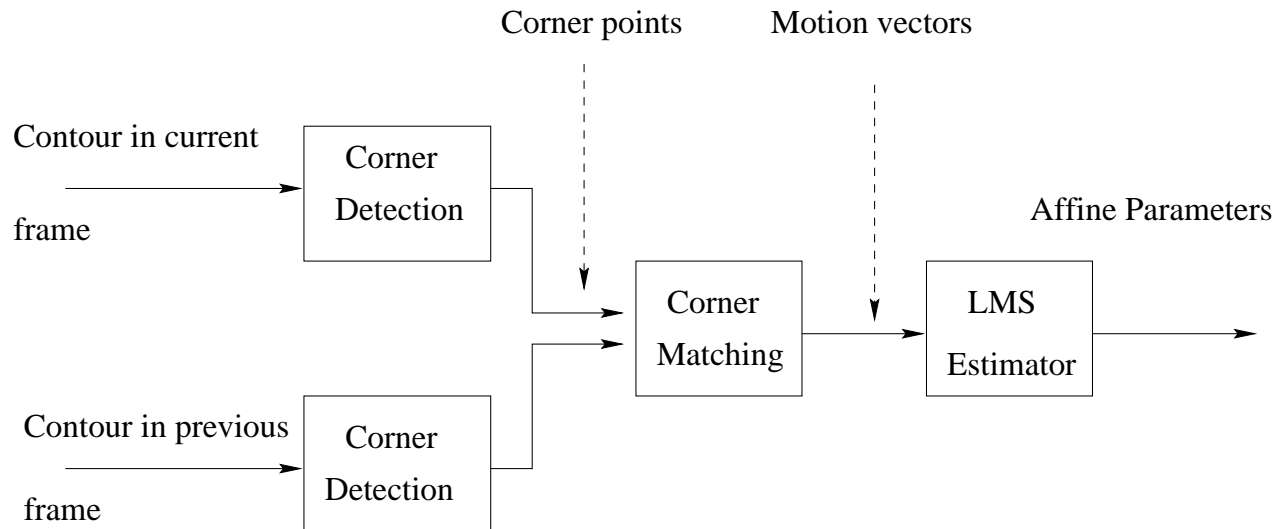 Corner points
Motion vectors
Contour in current
frame
Corner
Detection
Affine Parameters
Corner
Matching
LMS
Estimator
Contour in previous
frame
Corner
Detection